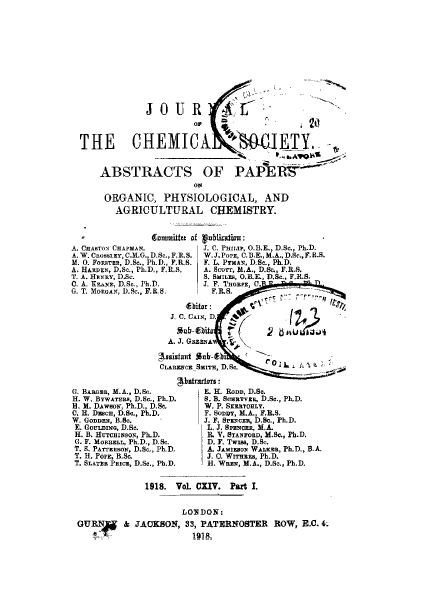 JOURNAL
OF
THE CHEMICAL SOCIETY.
ABSTRACTS OF PAPERS
ON
ORGANIC, PHYSIOLOGICAL, AND
AGRICULTURAL CHEMISTRY.
Committee of Publication:
A. CHASTON CHAPMAN.
A. W. CROSSLEY, C.M.G., D.Sc., F.R.S.
M. O. FORSTER, D.Sc., Ph.D., F.R.S.
A. HARDEN, D.Sc., Ph.D., F.R.S.
T. A. HENRY, D.Sc.
C. A. KEANE, D.Sc., Ph.D.
G. T. MORGAN, D.Sc., F.R.S.
J. C. PHILIP, O.B.E., D.Sc., Ph.D.
W. J. POPE, C.B.E., M.A., D.Sc., F.R.S.
F. L. PYMAN, D.Sc., Ph.D.
A. SCOTT, M.A., D.Sc., F.R.S.
S. SMILES, O.B.E., D.Sc., F.R.S.
J. F. THORPE, C.B.E., D.Sc., Ph.D.
F.R.S.
Editor:
J. C. CAIN, D.
Sub-Editor
A. J. GREENAWAY
Assistant Sub-Editor
CLARENCE SMITH, D.Sc.
Abstractors:
G. BARGER, M.A., D.Sc.
H. W. BYWATERS, D.Sc., Ph.D.
H. M. DAWSON, Ph.D., D.Sc.
C. H. DESCH, D.Sc., Ph.D.
W. GODDEN, B.Sc.
E. GOULDING, D.Sc.
H. B. HUTCHINSON, Ph.D.
G. F. MORRELL, Ph.D., D.Sc.
T. S. PATTERSON, D.Sc., Ph.D.
T. H. POPE, B.Sc.
T. SLATER PRICE, D.Sc., Ph.D.
E. H. RODD, D.Sc.
S. B. SCHRYVER, D.Sc., Ph.D.
W. P. SKERTCHLY.
F. SODDY, M.A., F.R.S.
J. F. SPENCER, D.Sc., Ph.D.
L. J. SPENCER, M.A.
R. V. STANFORD, M.Sc., Ph.D.
D. F. TWISS, D.Sc.
A. JAMIESON WALKER, Ph.D., B.A.
J. C. WITHERS, Ph.D.
H. WREN, M.A., D.Sc., Ph.D.
20
123
1918. Vol. CXIV. Part I.
LONDON:
GURNEY & JACKSON, 33, PATERNOSTER ROW, E.C. 4.
1918.